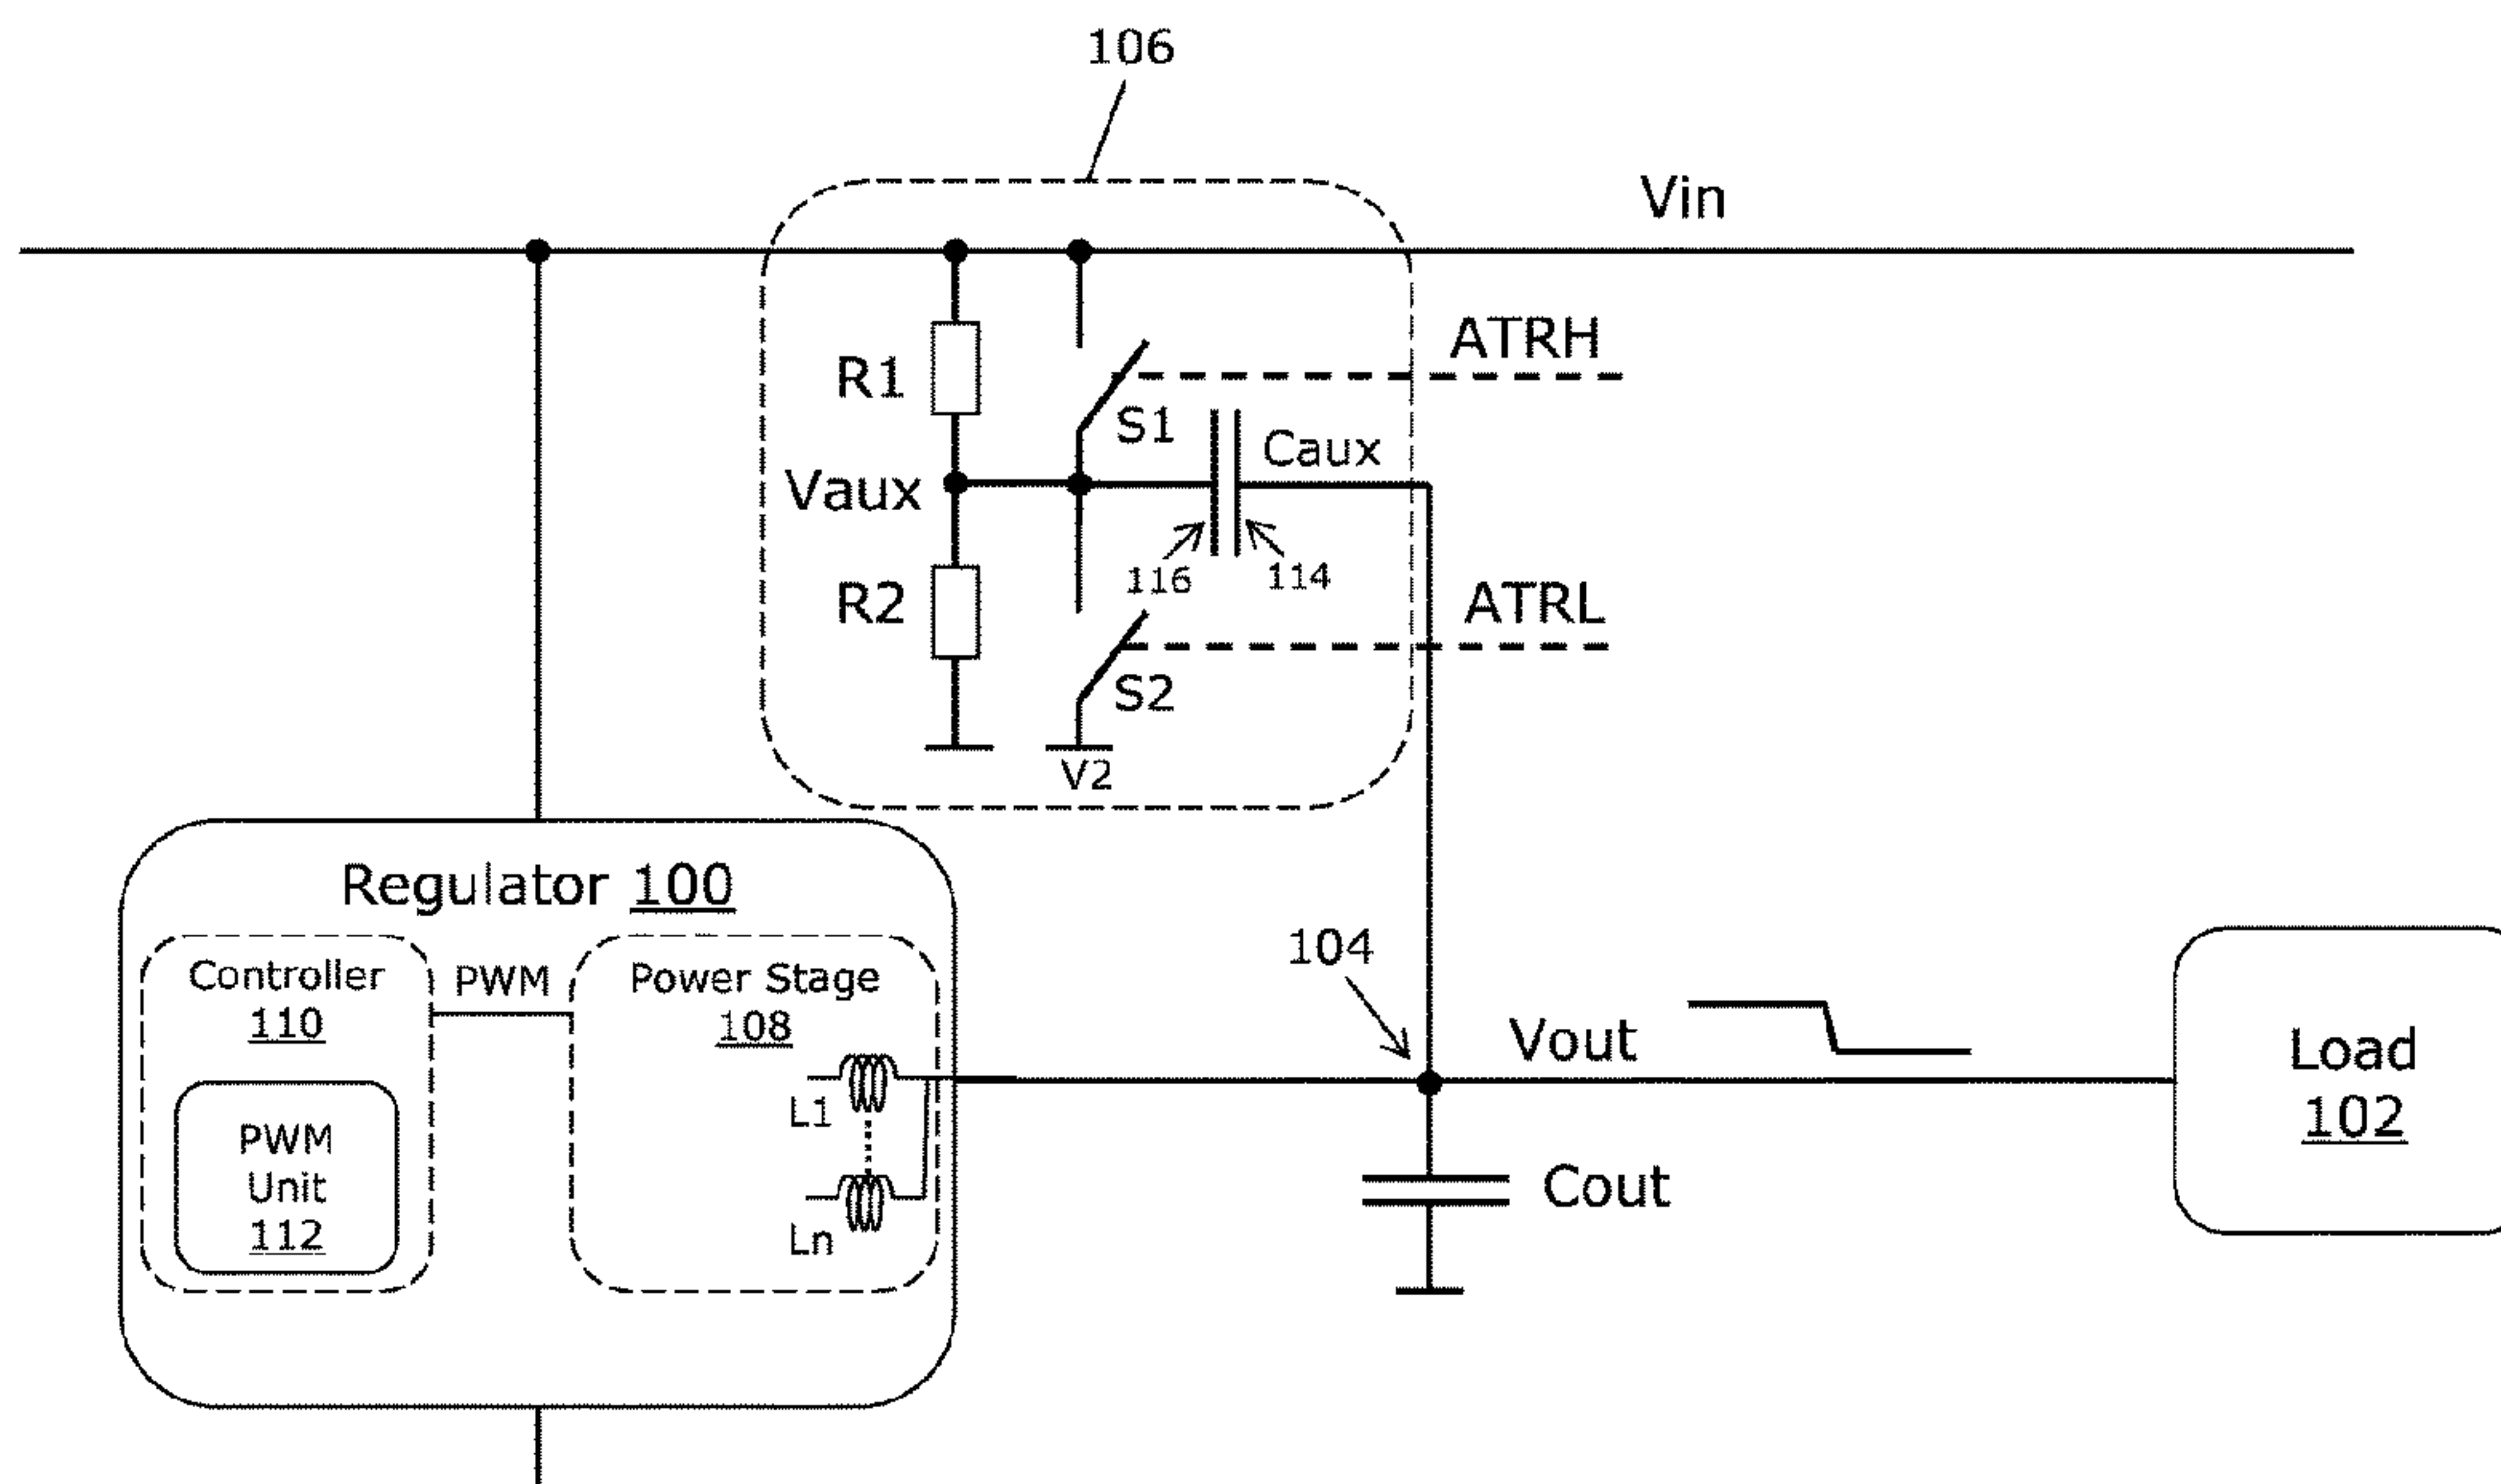 106
Vin
ATRH
R1
S1
Caux
Vaux
116
114
R2
ATRL
S2
V2
Regulator 100
Controller
110
PWM
Power Stage
108
104
Vout
Load
102
L1
PWM
Unit
112
Cout
Ln